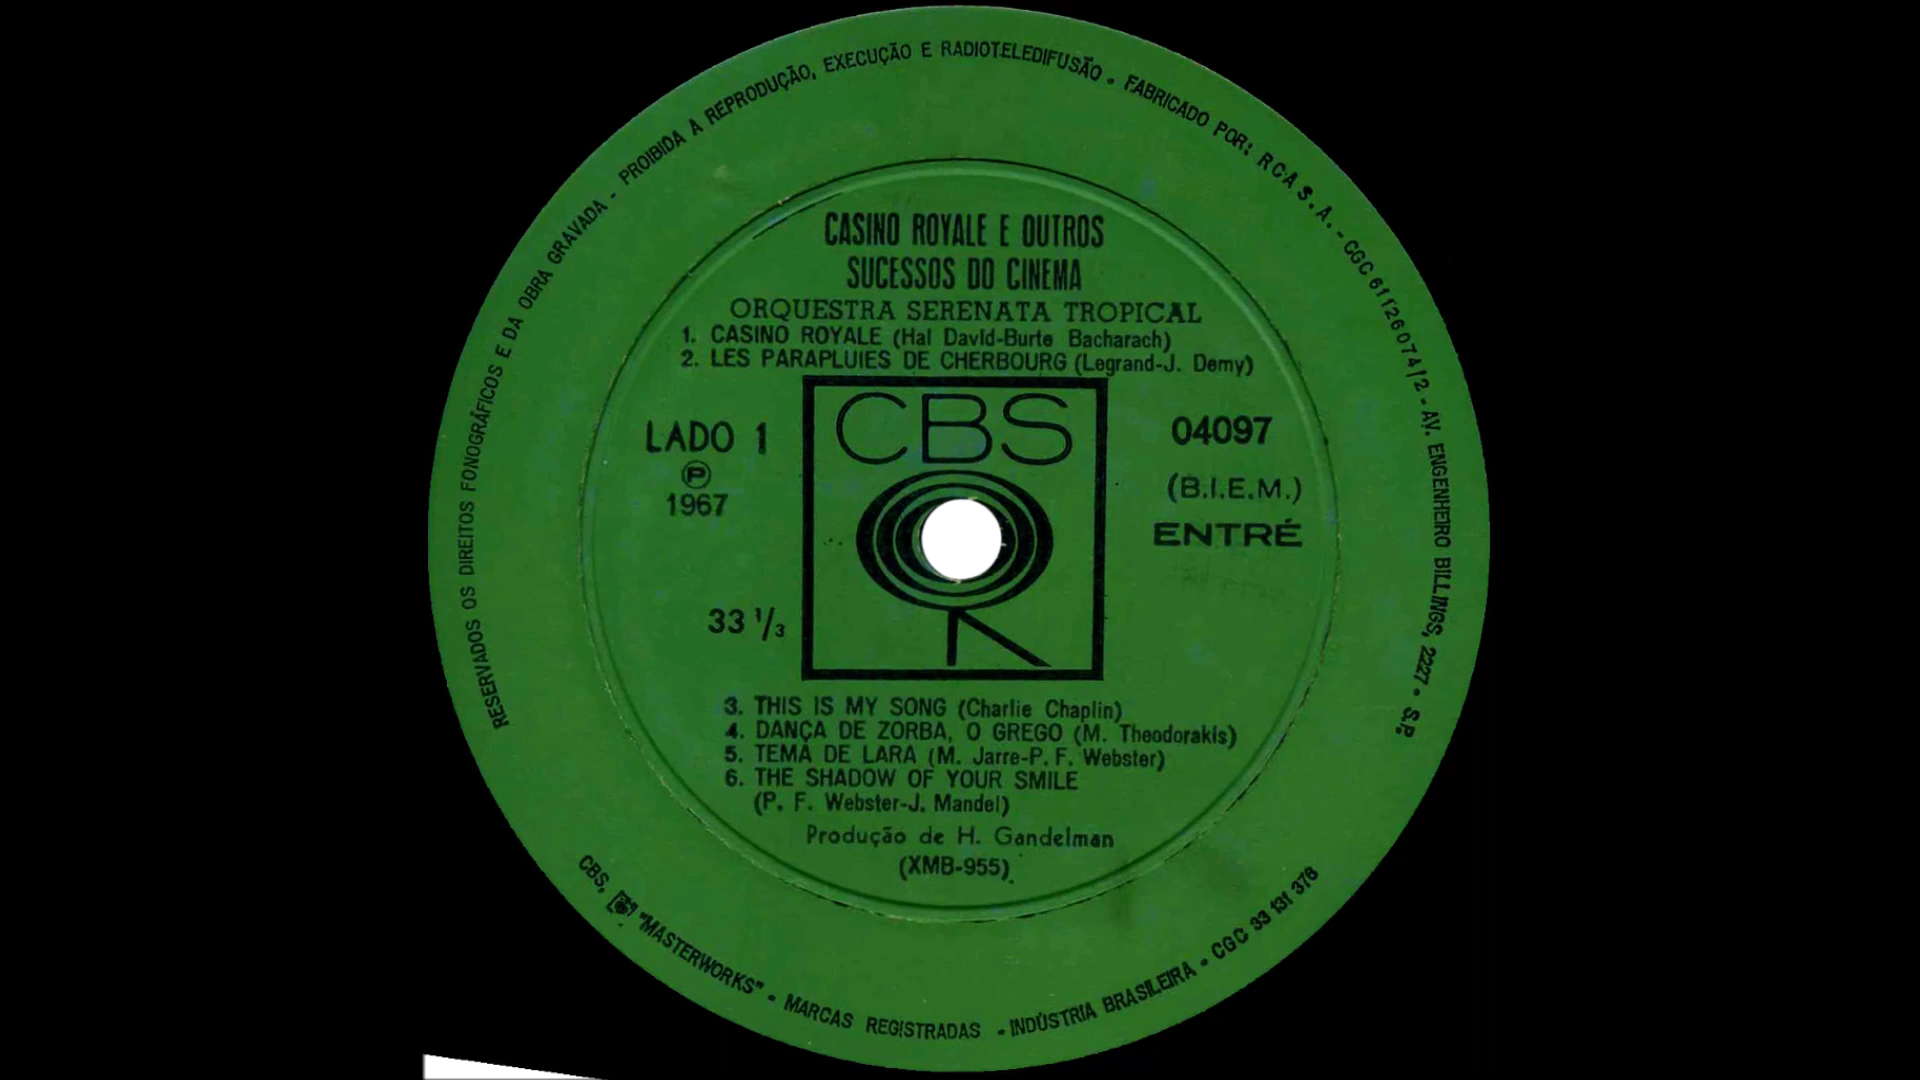 RESERVADOS OS DIREITOS FONOGRÁFICOS E DA OBRA GRAVADA - PROIBIDA A REPRODUÇÃO, EXECUÇÃO E RADIOTELEDIFUSÃO - FABRICADO POR: RCA S.A. - CGC 61126074/2 - AV. ENGENHEIRO BILLINGS, 2227 - S.P.
CASINO ROYALE E OUTROS
SUCESSOS DO CINEMA
ORQUESTRA SERENATA TROPICAL
1. CASINO ROYALE (Hal David-Burte Bacharach)
2. LES PARAPLUIES DE CHERBOURG (Legrand-J. Demy)
CBS
LADO 1
℗
1967
33 1/3
04097
(B.I.E.M.)
ENTRÉ
3. THIS IS MY SONG (Charlie Chaplin)
4. DANÇA DE ZORBA, O GREGO (M. Theodorakis)
5. TEMA DE LARA (M. Jarre-P. F. Webster)
6. THE SHADOW OF YOUR SMILE
(P. F. Webster-J. Mandel)
Produção de H. Gandelman
(XMB-955)
CBS, "MASTERWORKS" - MARCAS REGISTRADAS - INDÚSTRIA BRASILEIRA - CGC 33 131 376